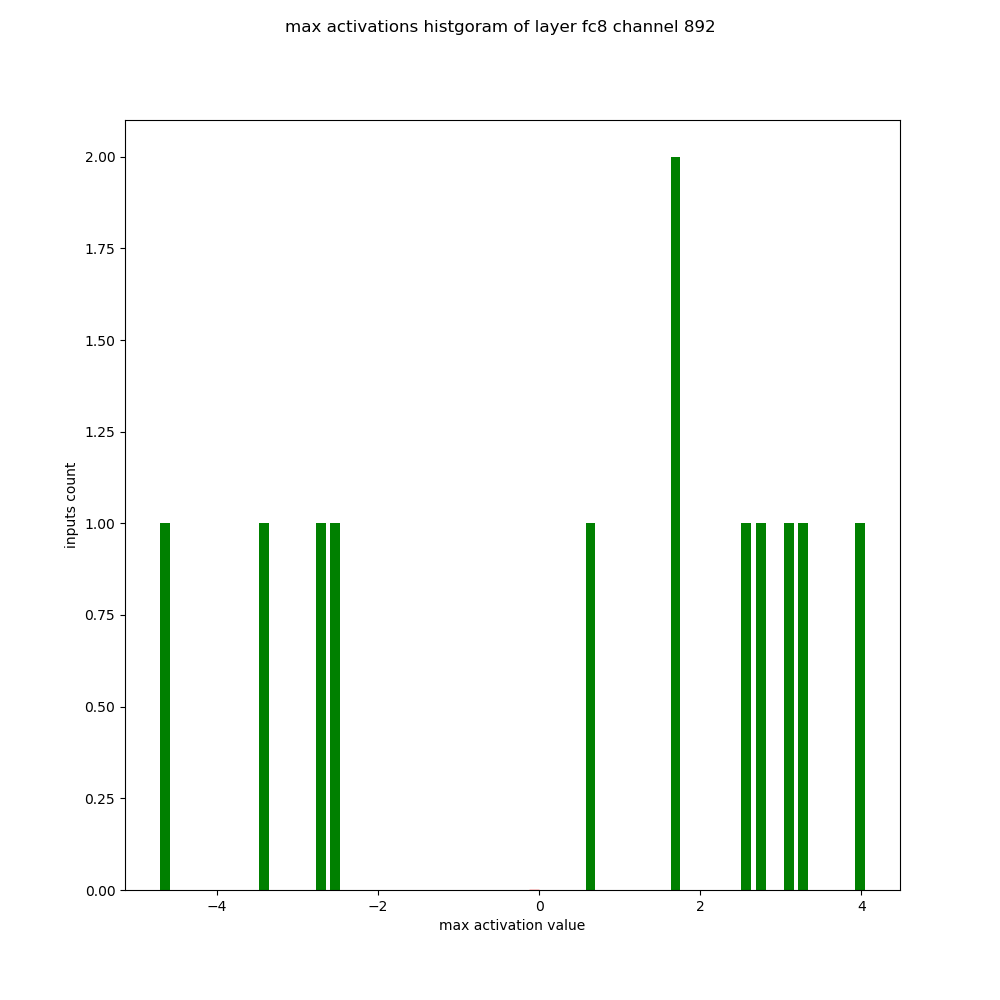 max activations histgoram of layer fc8 channel 892
2.00
1.75
1.50
1.25
1.00
0.75
0.50
0.25
0.00
inputs count
−4 −2 0 2 4
max activation value